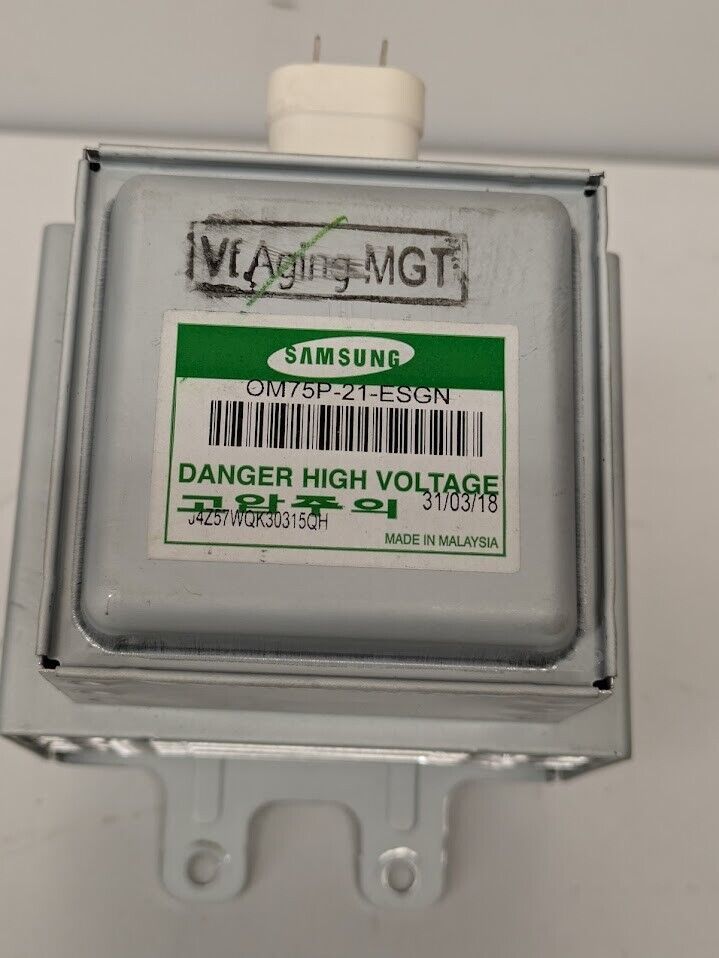 Aging MGT
SAMSUNG
OM75P-21-ESGN
DANGER HIGH VOLTAGE
고압주의 31/03/18
J4Z57WQK30315QH
MADE IN MALAYSIA